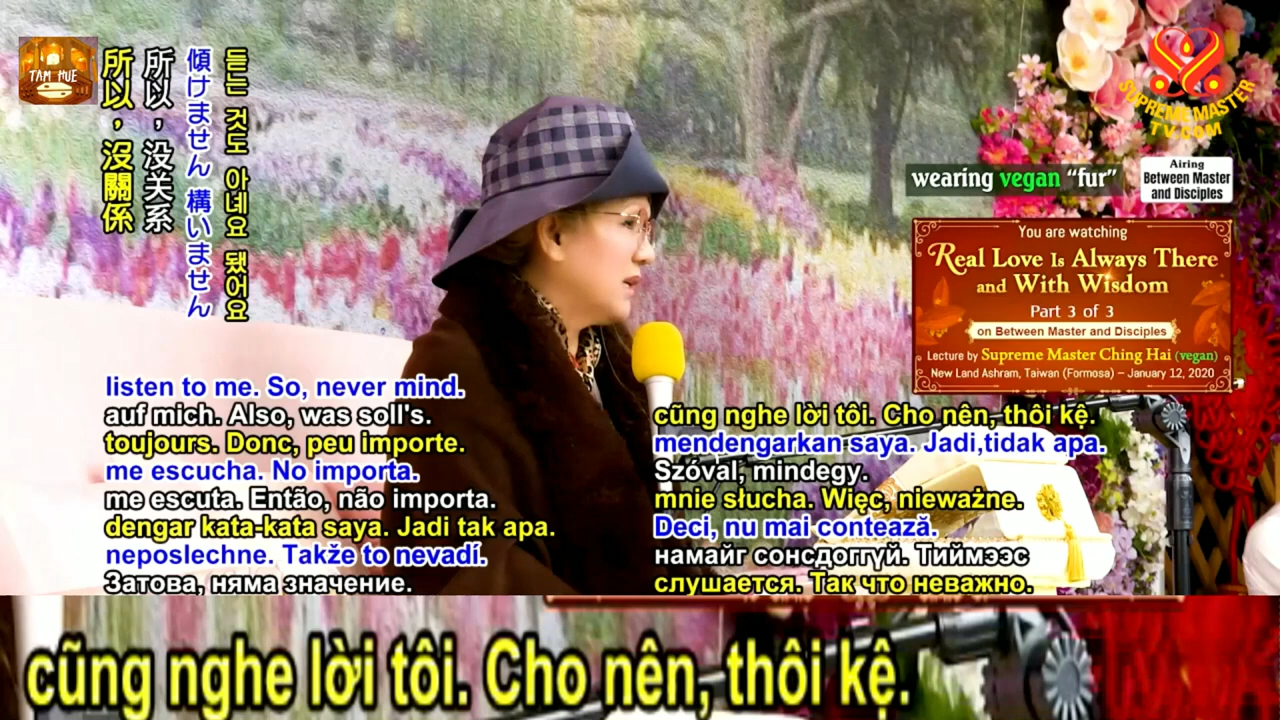 TAM HUE
所以，沒關係
所以，没关系
傾けません 構いません
듣는 것도 아네요 됐어요
SUPREME MASTER
TV.COM
wearing vegan “fur”
Airing
Between Master
and Disciples
You are watching
Real Love Is Always There
and With Wisdom
Part 3 of 3
on Between Master and Disciples
Lecture by Supreme Master Ching Hai (vegan)
New Land Ashram, Taiwan (Formosa) – January 12, 2020
listen to me. So, never mind.
auf mich. Also, was soll's.
toujours. Donc, peu importe.
me escucha. No importa.
me escuta. Então, não importa.
dengar kata-kata saya. Jadi tak apa.
neposlechne. Takže to nevadí.
Затова, няма значение.
cũng nghe lời tôi. Cho nên, thôi kệ.
mendengarkan saya. Jadi,tidak apa.
Szóval, mindegy.
mnie słucha. Więc, nieważne.
Deci, nu mai contează.
намайг сонсдоггүй. Тиймээс
слушается. Так что неважно.
cũng nghe lời tôi. Cho nên, thôi kệ.